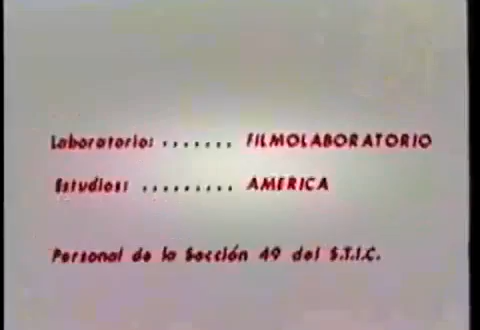 Laboratorio: ....... FILMOLABORATORIO
Estudios: ......... AMERICA
Personal de la Sección 49 del S.T.I.C.